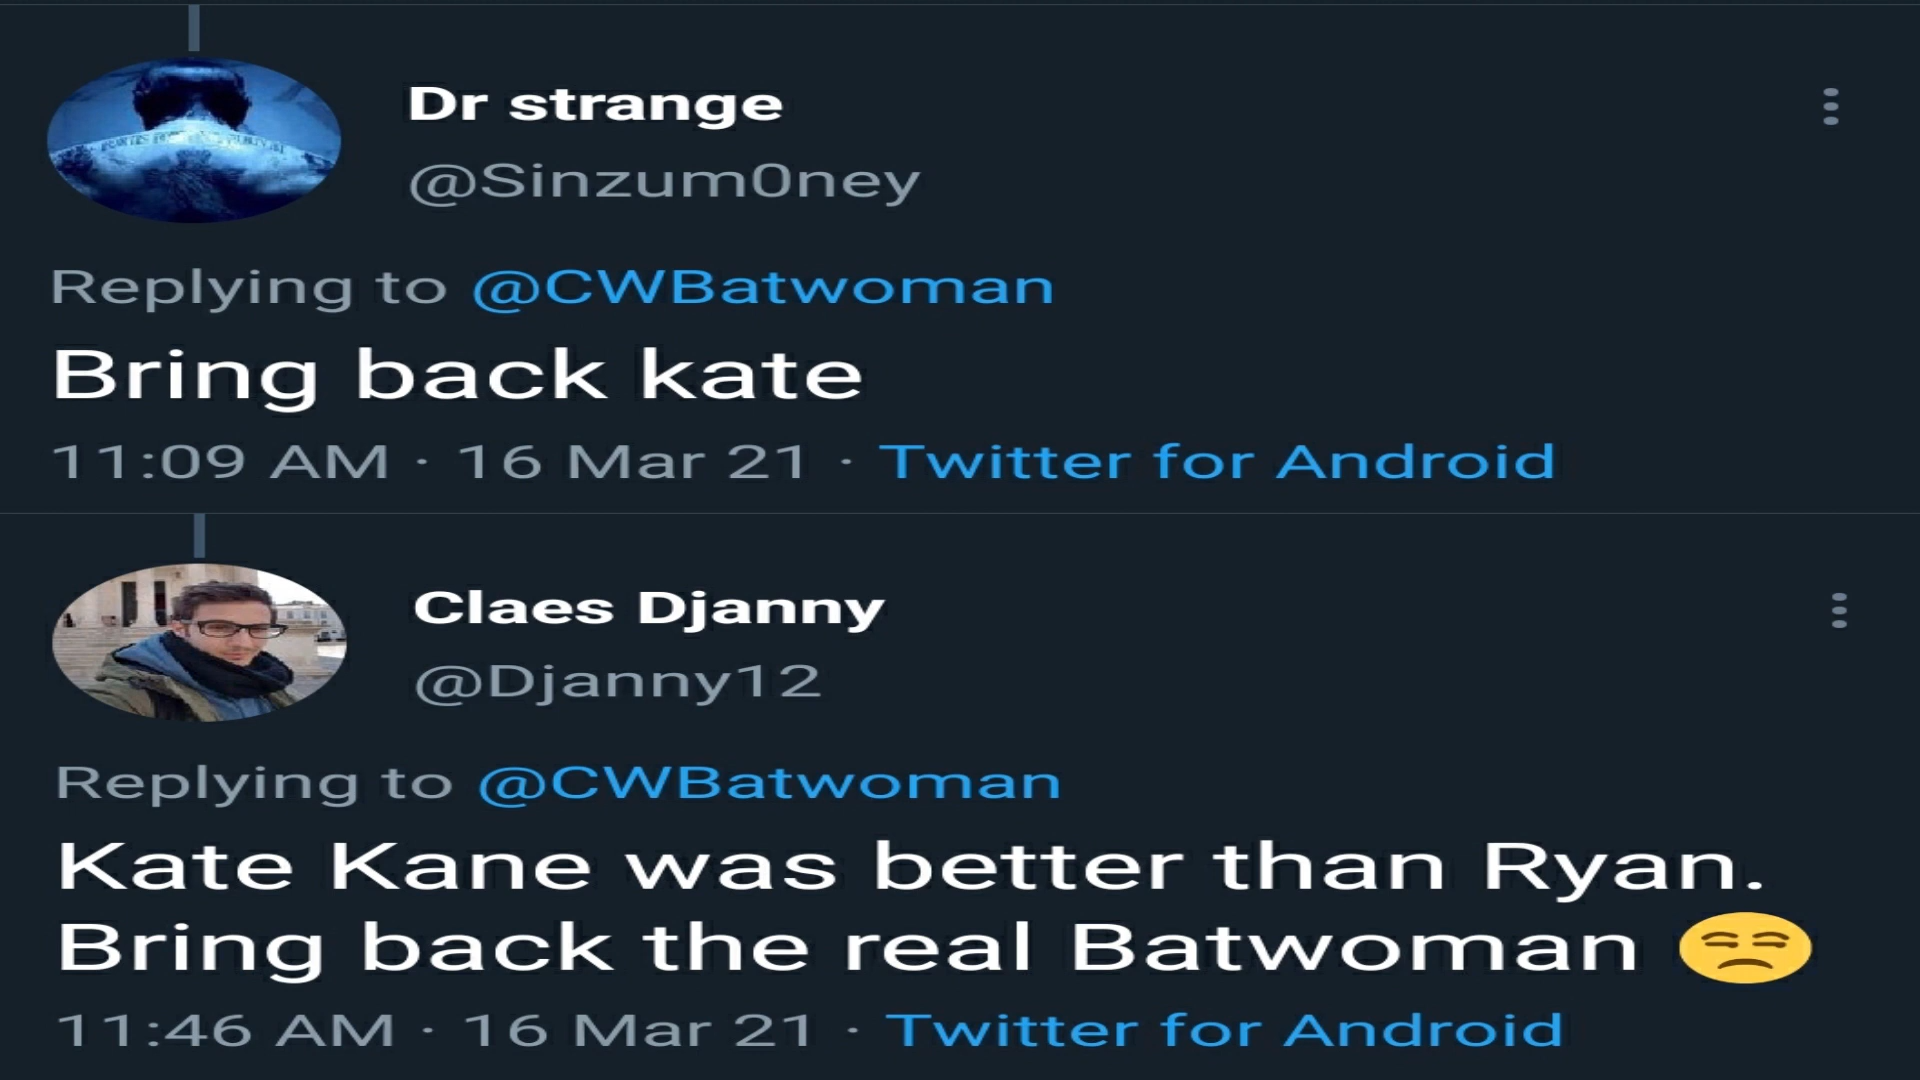 Dr strange
@Sinzum0ney
Replying to @CWBatwoman
Bring back kate
11:09 AM · 16 Mar 21 · Twitter for Android
Claes Djanny
@Djanny12
Replying to @CWBatwoman
Kate Kane was better than Ryan.
Bring back the real Batwoman 😒
11:46 AM · 16 Mar 21 · Twitter for Android